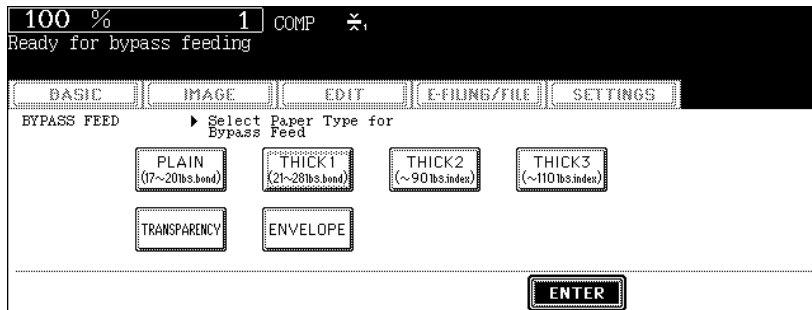 100 % 1 COMP 1
Ready for bypass feeding
BASIC IMAGE EDIT E-FILING/FILE SETTINGS
BYPASS FEED Select Paper Type for
Bypass Feed
PLAIN THICK1 THICK2 THICK3
(17~20lbs.bond) (21~28lbs.bond) (~90lbs.index) (~110lbs.index)
TRANSPARENCY ENVELOPE
ENTER